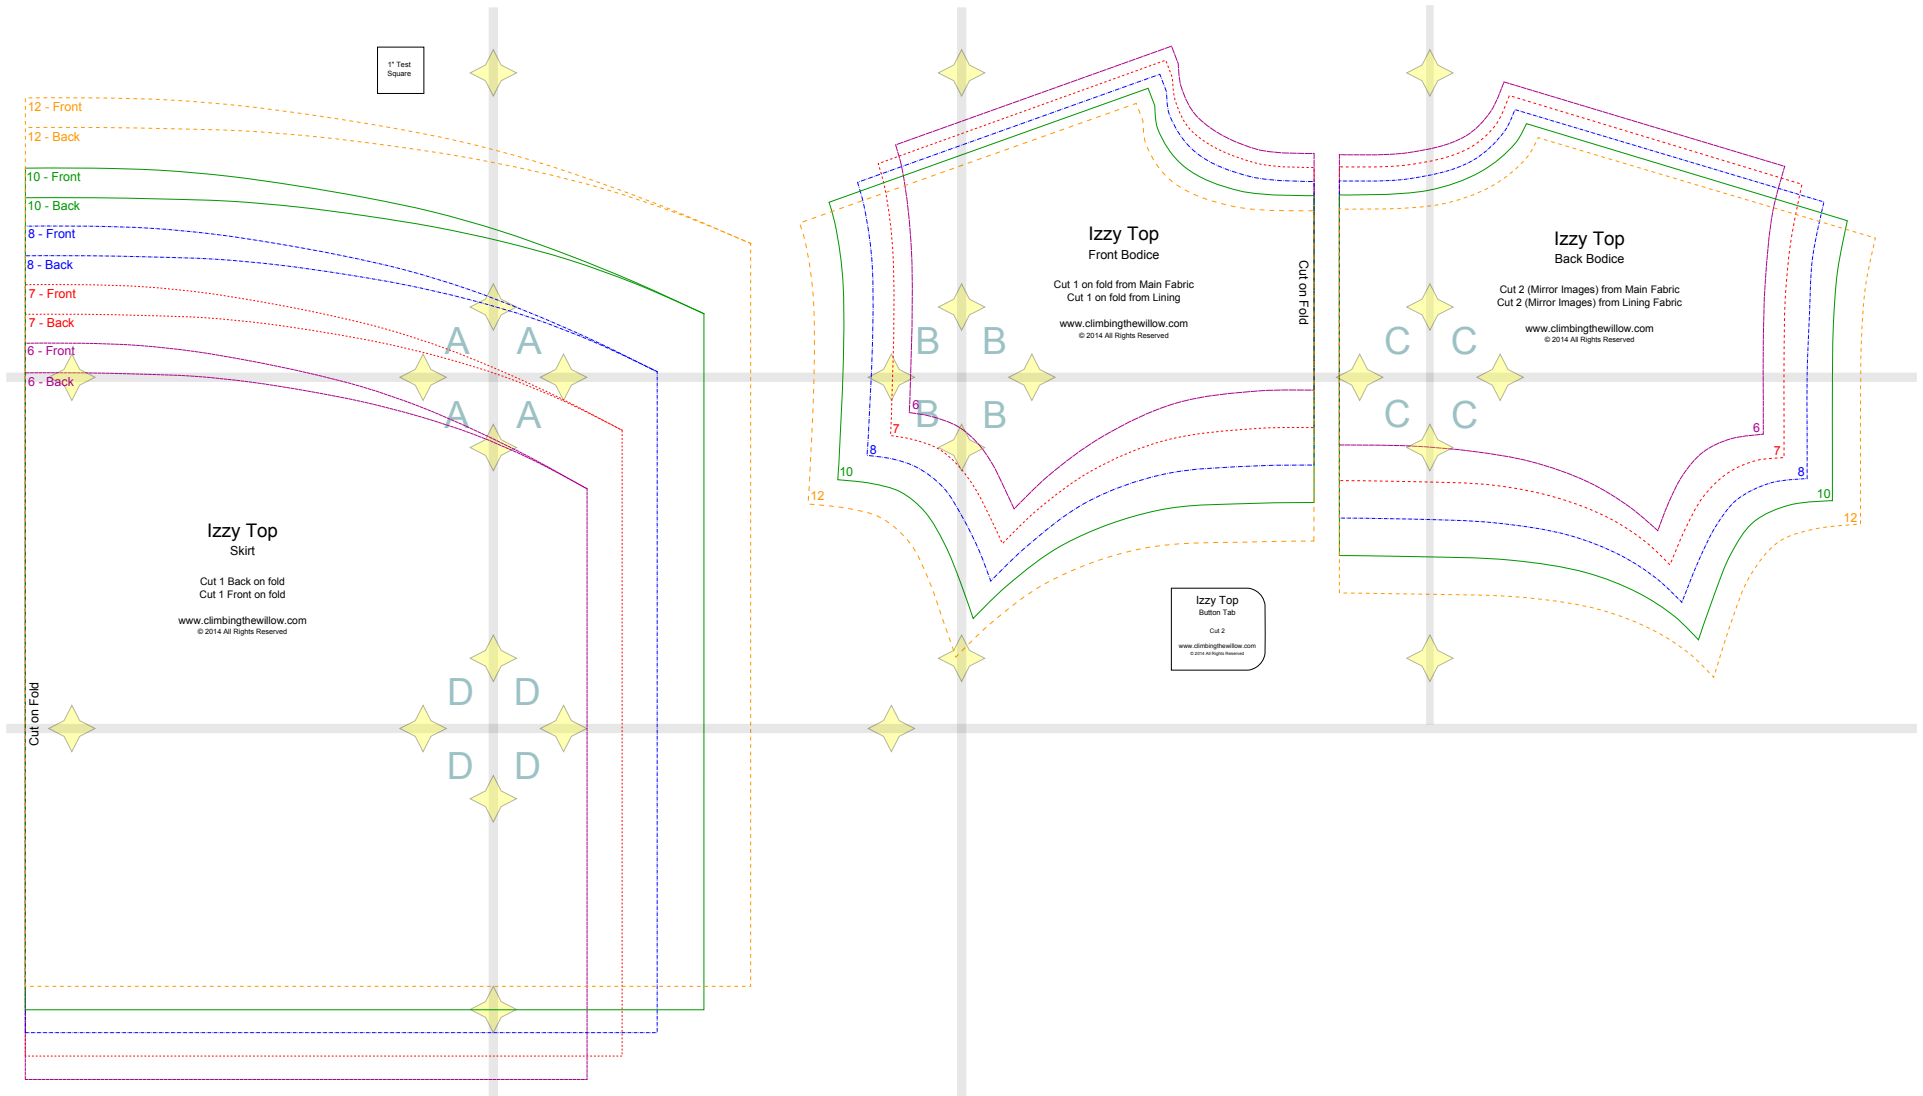 1" Test
Square
12 - Front
12 - Back
10 - Front
10 - Back
8 - Front
8 - Back
7 - Front
7 - Back
6 - Front
6 - Back
A A
A A
Izzy Top
Skirt
Cut 1 Back on fold
Cut 1 Front on fold
www.climbingthewillow.com
© 2014 All Rights Reserved
Cut on Fold
D D
D D
Izzy Top
Front Bodice
Cut 1 on fold from Main Fabric
Cut 1 on fold from Lining
www.climbingthewillow.com
© 2014 All Rights Reserved
Cut on Fold
B B
B B
6
7
8
10
12
Izzy Top
Button Tab
Cut 2
www.climbingthewillow.com
© 2014 All Rights Reserved
Izzy Top
Back Bodice
Cut 2 (Mirror Images) from Main Fabric
Cut 2 (Mirror Images) from Lining Fabric
www.climbingthewillow.com
© 2014 All Rights Reserved
C C
C C
6
7
8
10
12